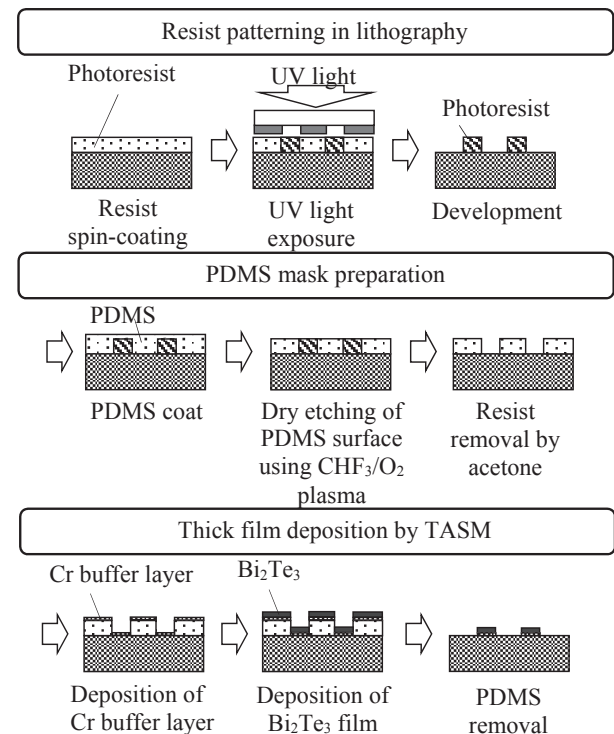 Resist patterning in lithography
Photoresist
UV light
Photoresist
Resist
spin-coating
UV light
exposure
Development
PDMS mask preparation
PDMS
PDMS coat
Dry etching of
PDMS surface
using CHF₃/O₂
plasma
Resist
removal by
acetone
Thick film deposition by TASM
Cr buffer layer
Bi₂Te₃
Deposition of
Cr buffer layer
Deposition of
Bi₂Te₃ film
PDMS
removal